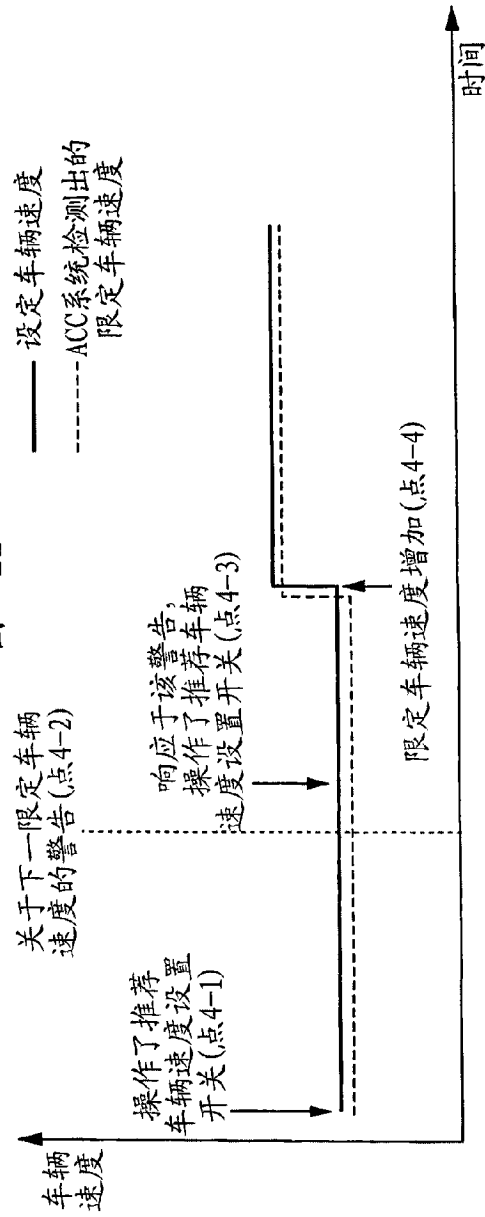 设定车辆速度
ACC系统检测出的
限定车辆速度
关于下一限定车辆
速度的警告(点4-2)
响应于该警告,
操作了推荐车辆
速度设置开关(点4-3)
操作了推荐
车辆速度设置
开关(点4-1)
限定车辆速度增加(点4-4)
车辆
速度
时间